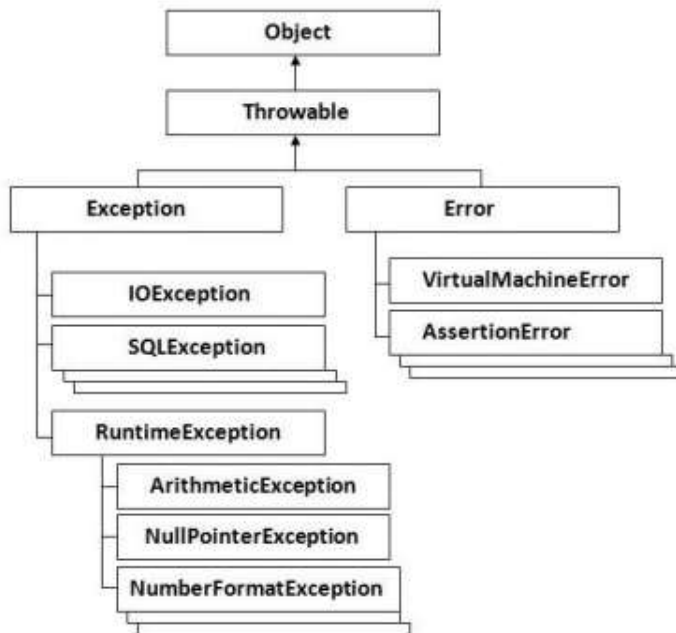 Object
Throwable
Exception
Error
IOException
SQLException
RuntimeException
ArithmeticException
NullPointerException
NumberFormatException
VirtualMachineError
AssertionError